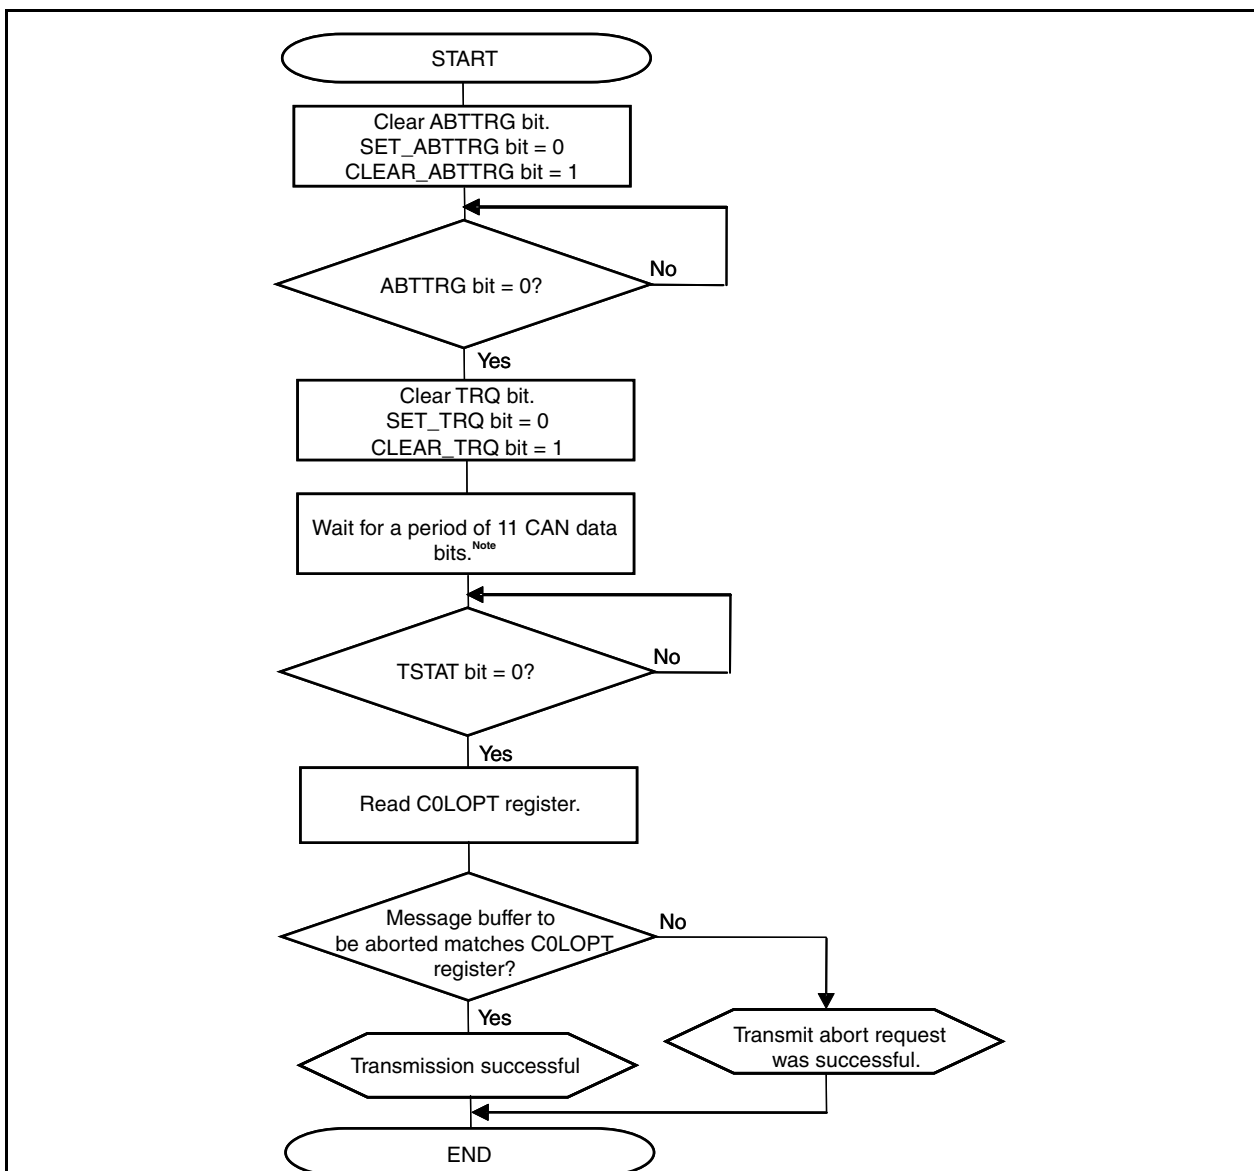 START
Clear ABTTRG bit.
SET_ABTTRG bit = 0
CLEAR_ABTTRG bit = 1
ABTTRG bit = 0?
No
Yes
Clear TRQ bit.
SET_TRQ bit = 0
CLEAR_TRQ bit = 1
Wait for a period of 11 CAN data
bits.Note
TSTAT bit = 0?
No
Yes
Read C0LOPT register.
Message buffer to
be aborted matches C0LOPT
register?
No
Yes
Transmission successful
Transmit abort request
was successful.
END